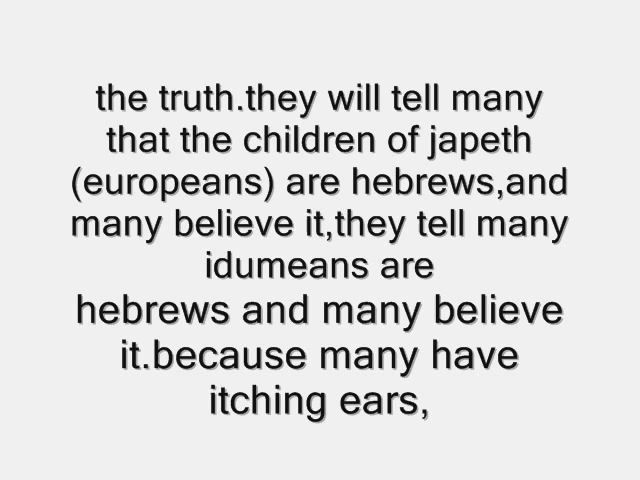 the truth.they will tell many
that the children of japeth
(europeans) are hebrews,and
many believe it,they tell many
idumeans are
hebrews and many believe
it.because many have
itching ears,